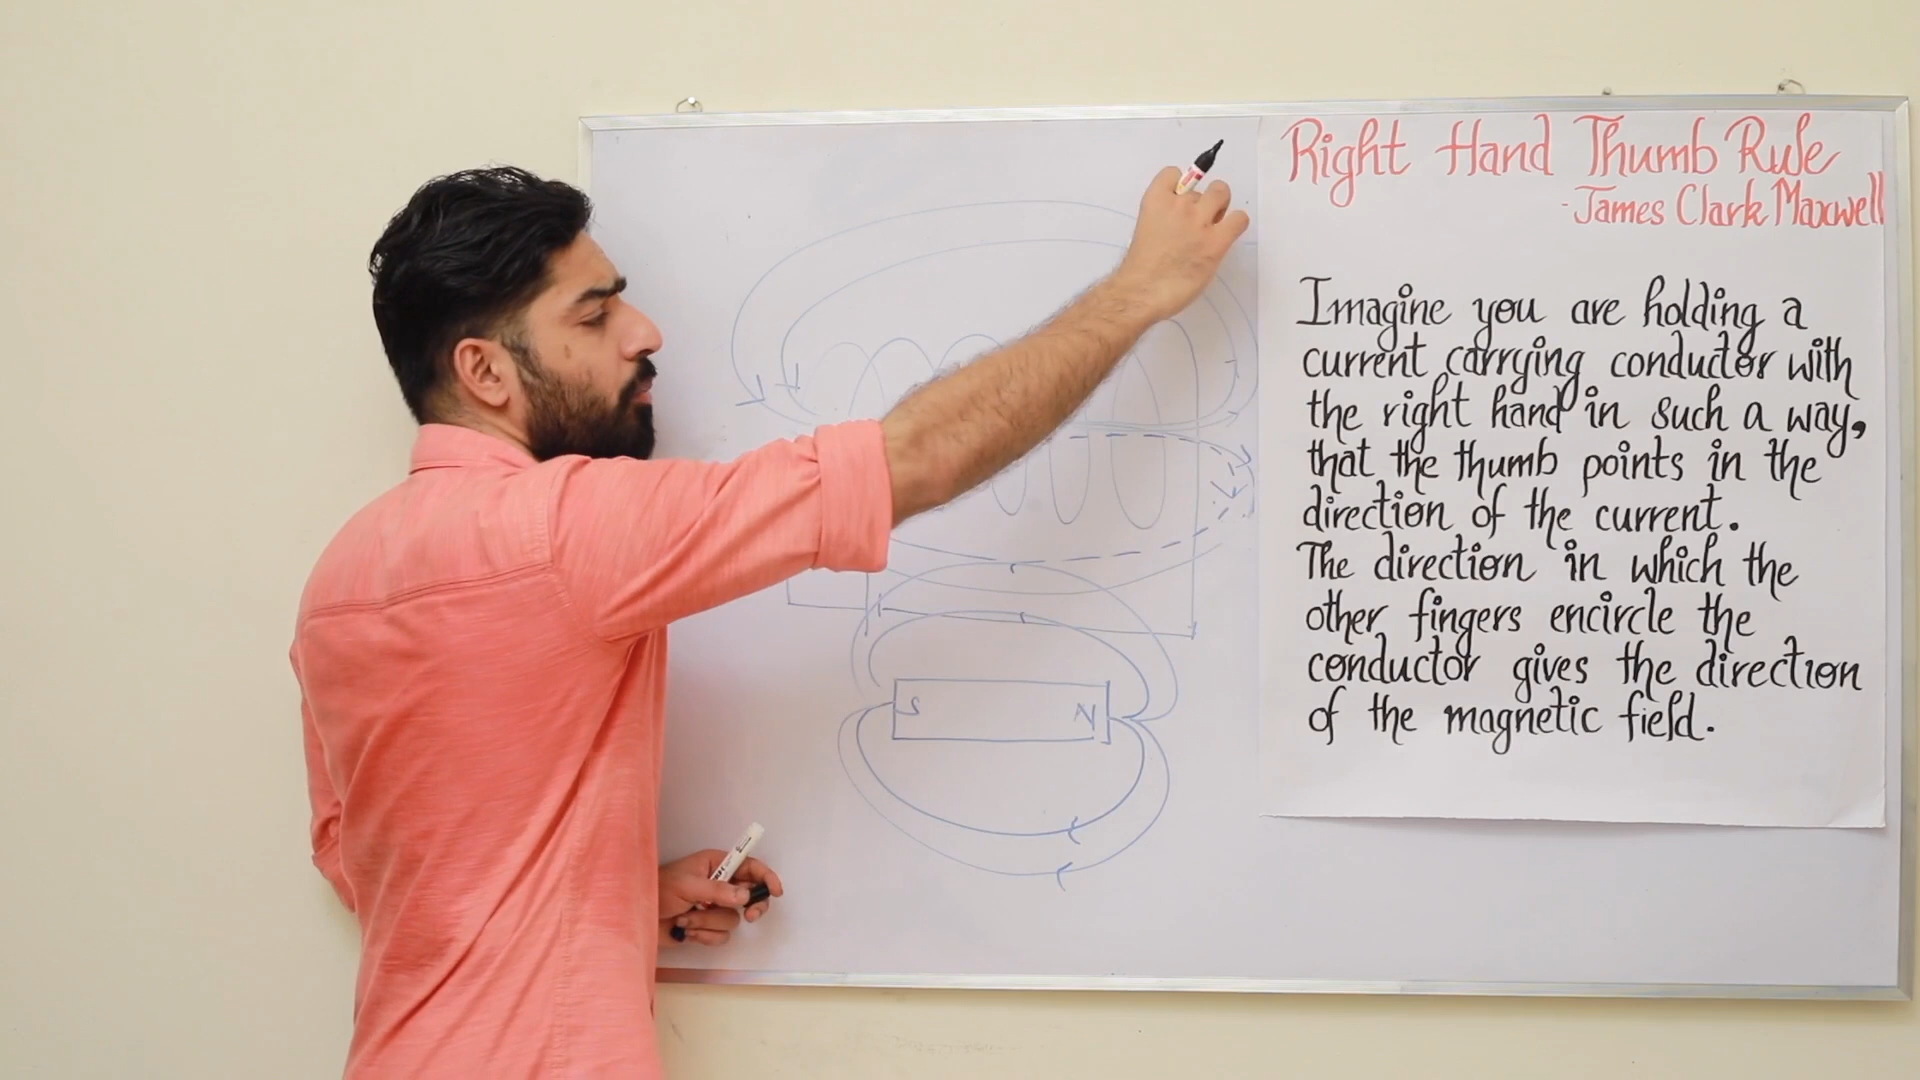 Right Hand Thumb Rule
-James Clark Maxwell
Imagine you are holding a
current carrying conductor with
the right hand in such a way,
that the thumb points in the
direction of the current.
The direction in which the
other fingers encircle the
conductor gives the direction
of the magnetic field.
S N